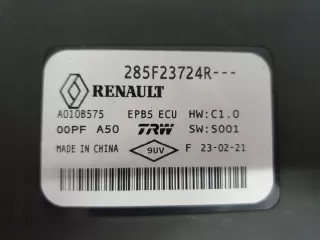 285F23724R---
RENAULT
A010B575 EPB5 ECU HW:C1.0
00PF A50 TRW SW:S001
MADE IN CHINA 9UV F 23-02-21